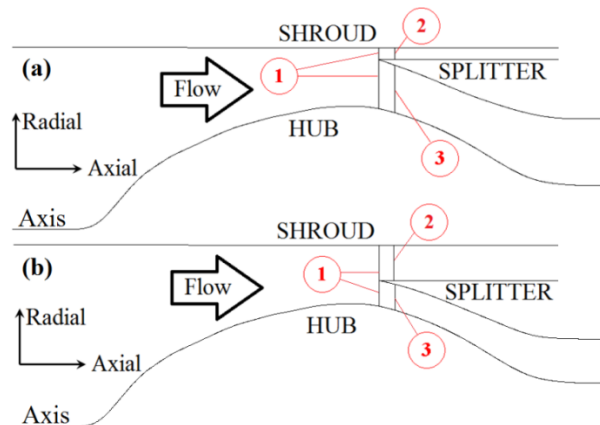 SHROUD
2
(a)
1
SPLITTER
Flow
Radial
HUB
3
Axial
Axis
SHROUD
2
(b)
1
Flow
SPLITTER
Radial
HUB
3
Axial
Axis